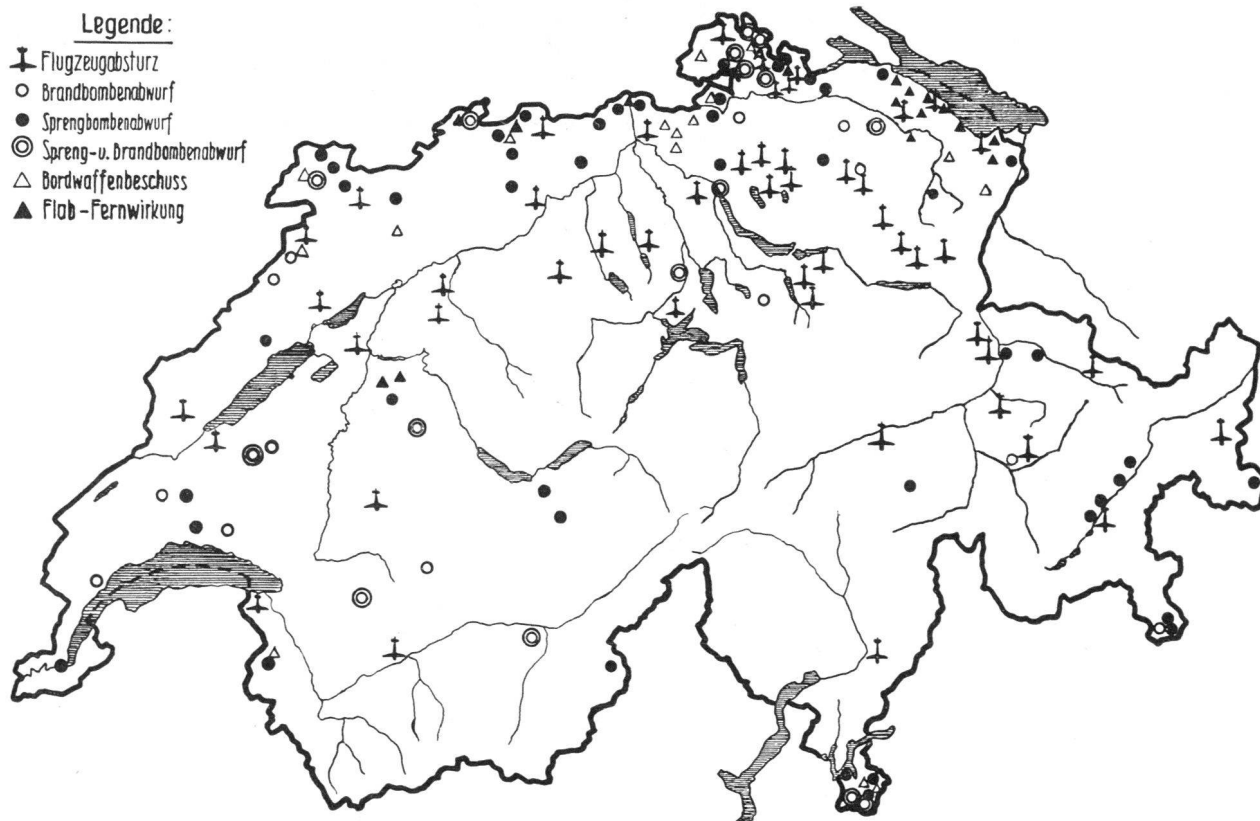 Legende:
Flugzeugabsturz
Brandbombenabwurf
Sprengbombenabwurf
Spreng-u. Brandbombenabwurf
Bordwaffenbeschuss
Flab-Fernwirkung